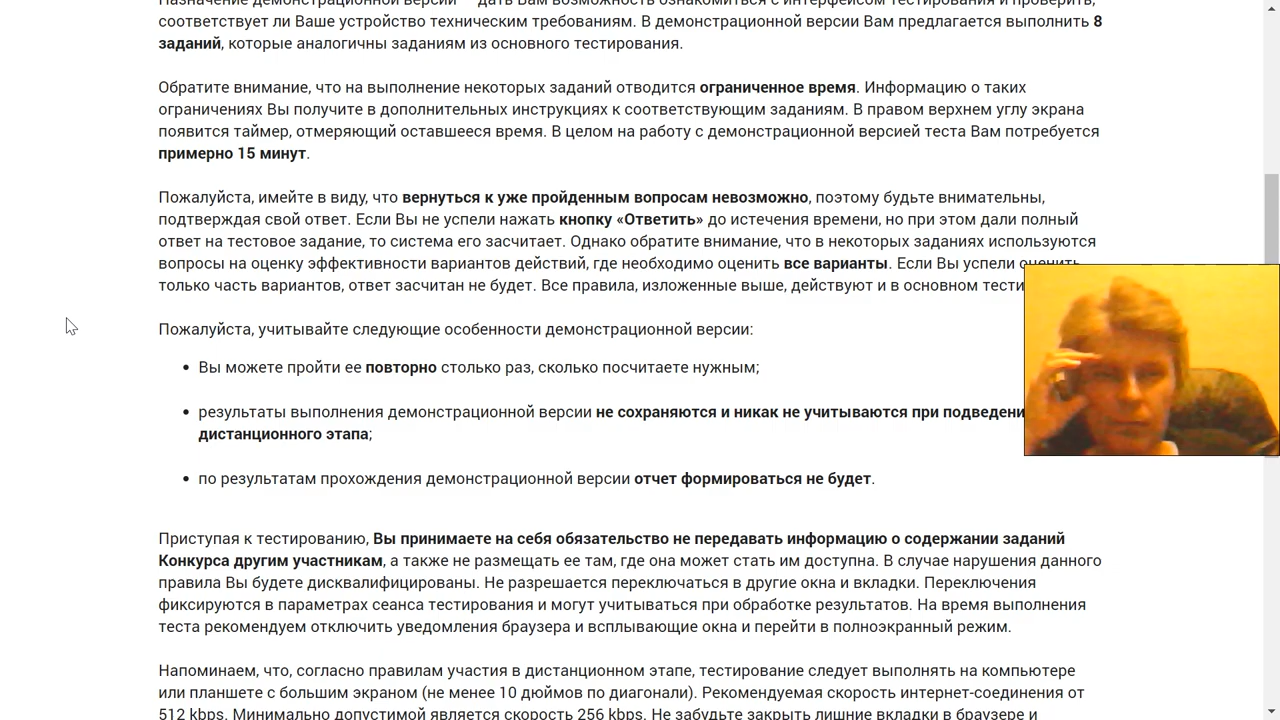 Назначение демонстрационной версии — дать Вам возможность ознакомиться с интерфейсом тестирования и проверить,
соответствует ли Ваше устройство техническим требованиям. В демонстрационной версии Вам предлагается выполнить 8
заданий, которые аналогичны заданиям из основного тестирования.
Обратите внимание, что на выполнение некоторых заданий отводится ограниченное время. Информацию о таких
ограничениях Вы получите в дополнительных инструкциях к соответствующим заданиям. В правом верхнем углу экрана
появится таймер, отмеряющий оставшееся время. В целом на работу с демонстрационной версией теста Вам потребуется
примерно 15 минут.
Пожалуйста, имейте в виду, что вернуться к уже пройденным вопросам невозможно, поэтому будьте внимательны,
подтверждая свой ответ. Если Вы не успели нажать кнопку «Ответить» до истечения времени, но при этом дали полный
ответ на тестовое задание, то система его засчитает. Однако обратите внимание, что в некоторых заданиях используются
вопросы на оценку эффективности вариантов действий, где необходимо оценить все варианты. Если Вы успели оценить
только часть вариантов, ответ засчитан не будет. Все правила, изложенные выше, действуют и в основном тести
Пожалуйста, учитывайте следующие особенности демонстрационной версии:
• Вы можете пройти ее повторно столько раз, сколько посчитаете нужным;
• результаты выполнения демонстрационной версии не сохраняются и никак не учитываются при подведени
дистанционного этапа;
• по результатам прохождения демонстрационной версии отчет формироваться не будет.
Приступая к тестированию, Вы принимаете на себя обязательство не передавать информацию о содержании заданий
Конкурса другим участникам, а также не размещать ее там, где она может стать им доступна. В случае нарушения данного
правила Вы будете дисквалифицированы. Не разрешается переключаться в другие окна и вкладки. Переключения
фиксируются в параметрах сеанса тестирования и могут учитываться при обработке результатов. На время выполнения
теста рекомендуем отключить уведомления браузера и всплывающие окна и перейти в полноэкранный режим.
Напоминаем, что, согласно правилам участия в дистанционном этапе, тестирование следует выполнять на компьютере
или планшете с большим экраном (не менее 10 дюймов по диагонали). Рекомендуемая скорость интернет-соединения от
512 kbps. Минимально допустимой является скорость 256 kbps. Не забудьте закрыть лишние вкладки в браузере и